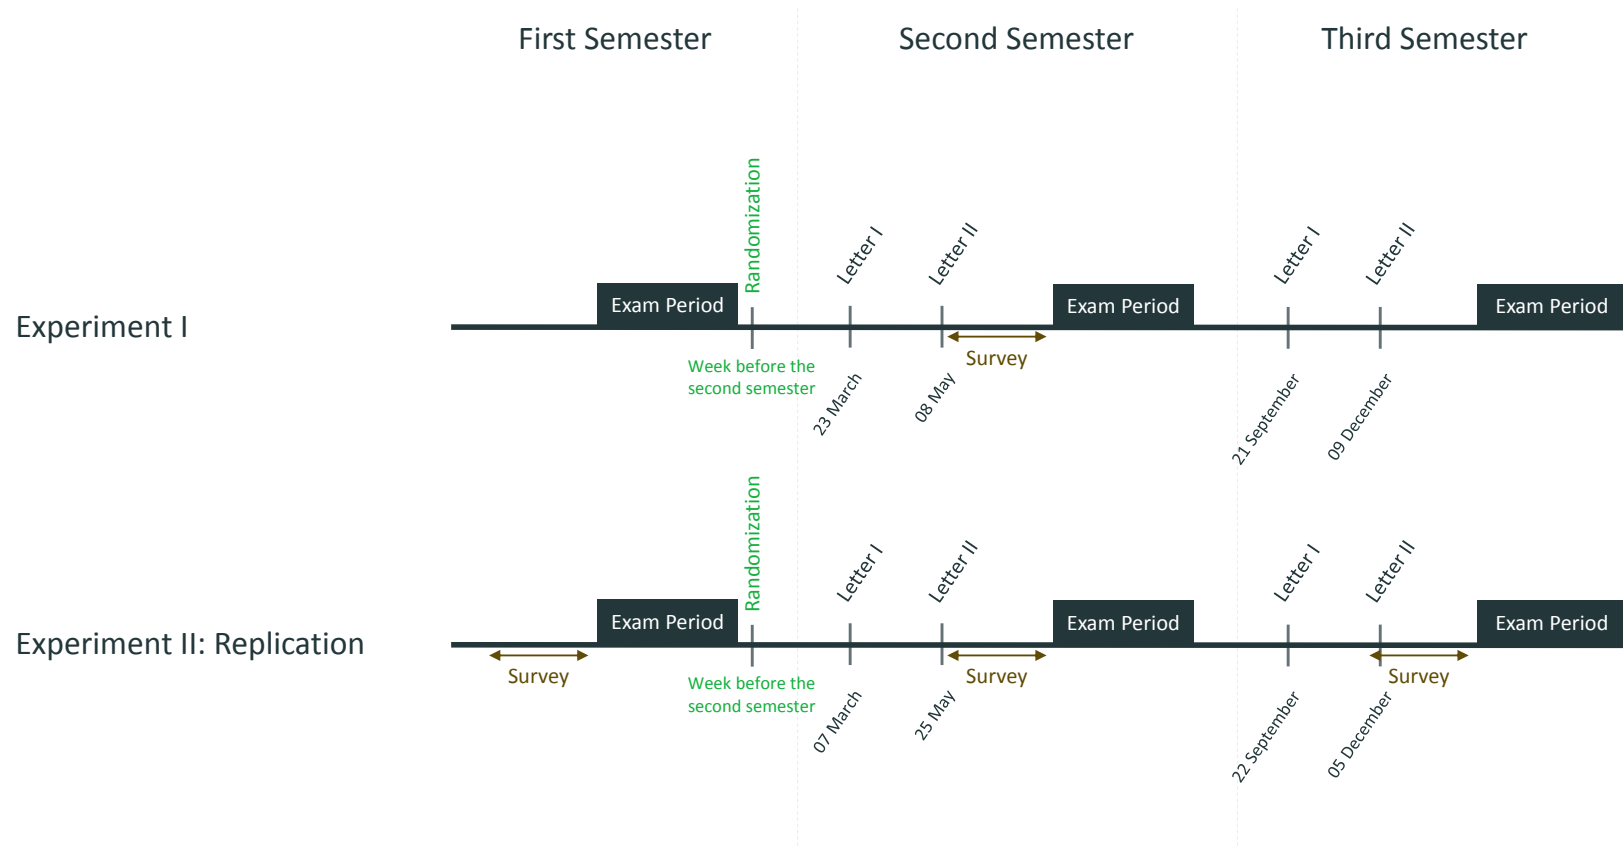 First Semester
Second Semester
Third Semester
Experiment I
Randomization
Letter I
Letter II
Letter I
Letter II
Exam Period
Exam Period
Exam Period
Survey
Week before the
second semester
23 March
08 May
21 September
09 December
Experiment II: Replication
Randomization
Letter I
Letter II
Letter I
Letter II
Exam Period
Exam Period
Exam Period
Survey
Survey
Survey
Week before the
second semester
07 March
25 May
22 September
05 December